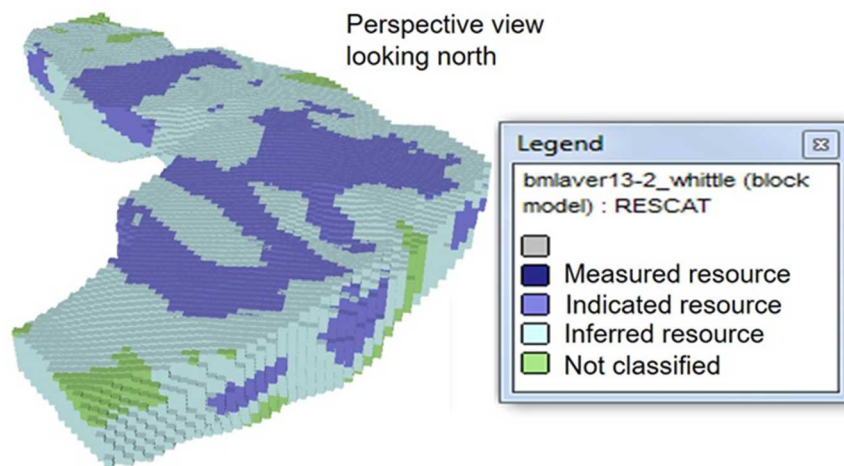 Perspective view
looking north
Legend
bmlaver13-2_whittle (block
model) : RESCAT
Measured resource
Indicated resource
Inferred resource
Not classified